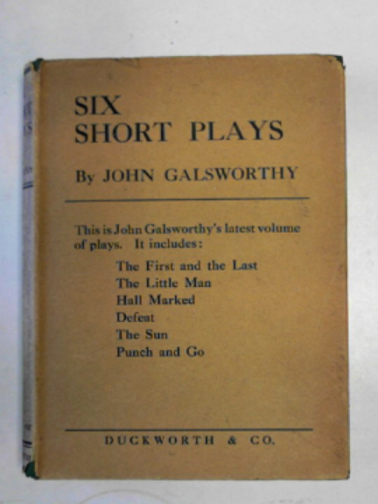 SIX
SHORT PLAYS
By JOHN GALSWORTHY
This is John Galsworthy's latest volume
of plays. It includes:
The First and the Last
The Little Man
Hall Marked
Defeat
The Sun
Punch and Go
DUCKWORTH & CO.